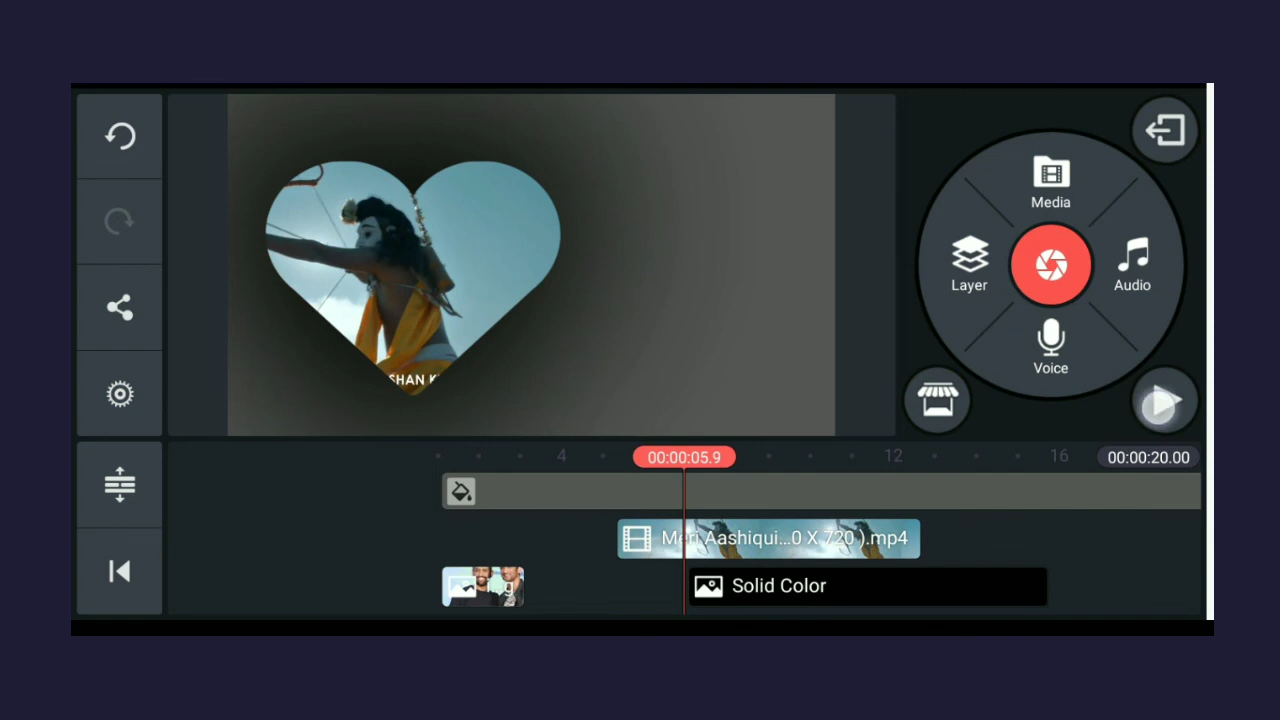 Media
Layer
Audio
Voice
SHAN K
4
00:00:05.9
12
16
00:00:20.00
Meri Aashiqui...0 X 720 ).mp4
g
Solid Color